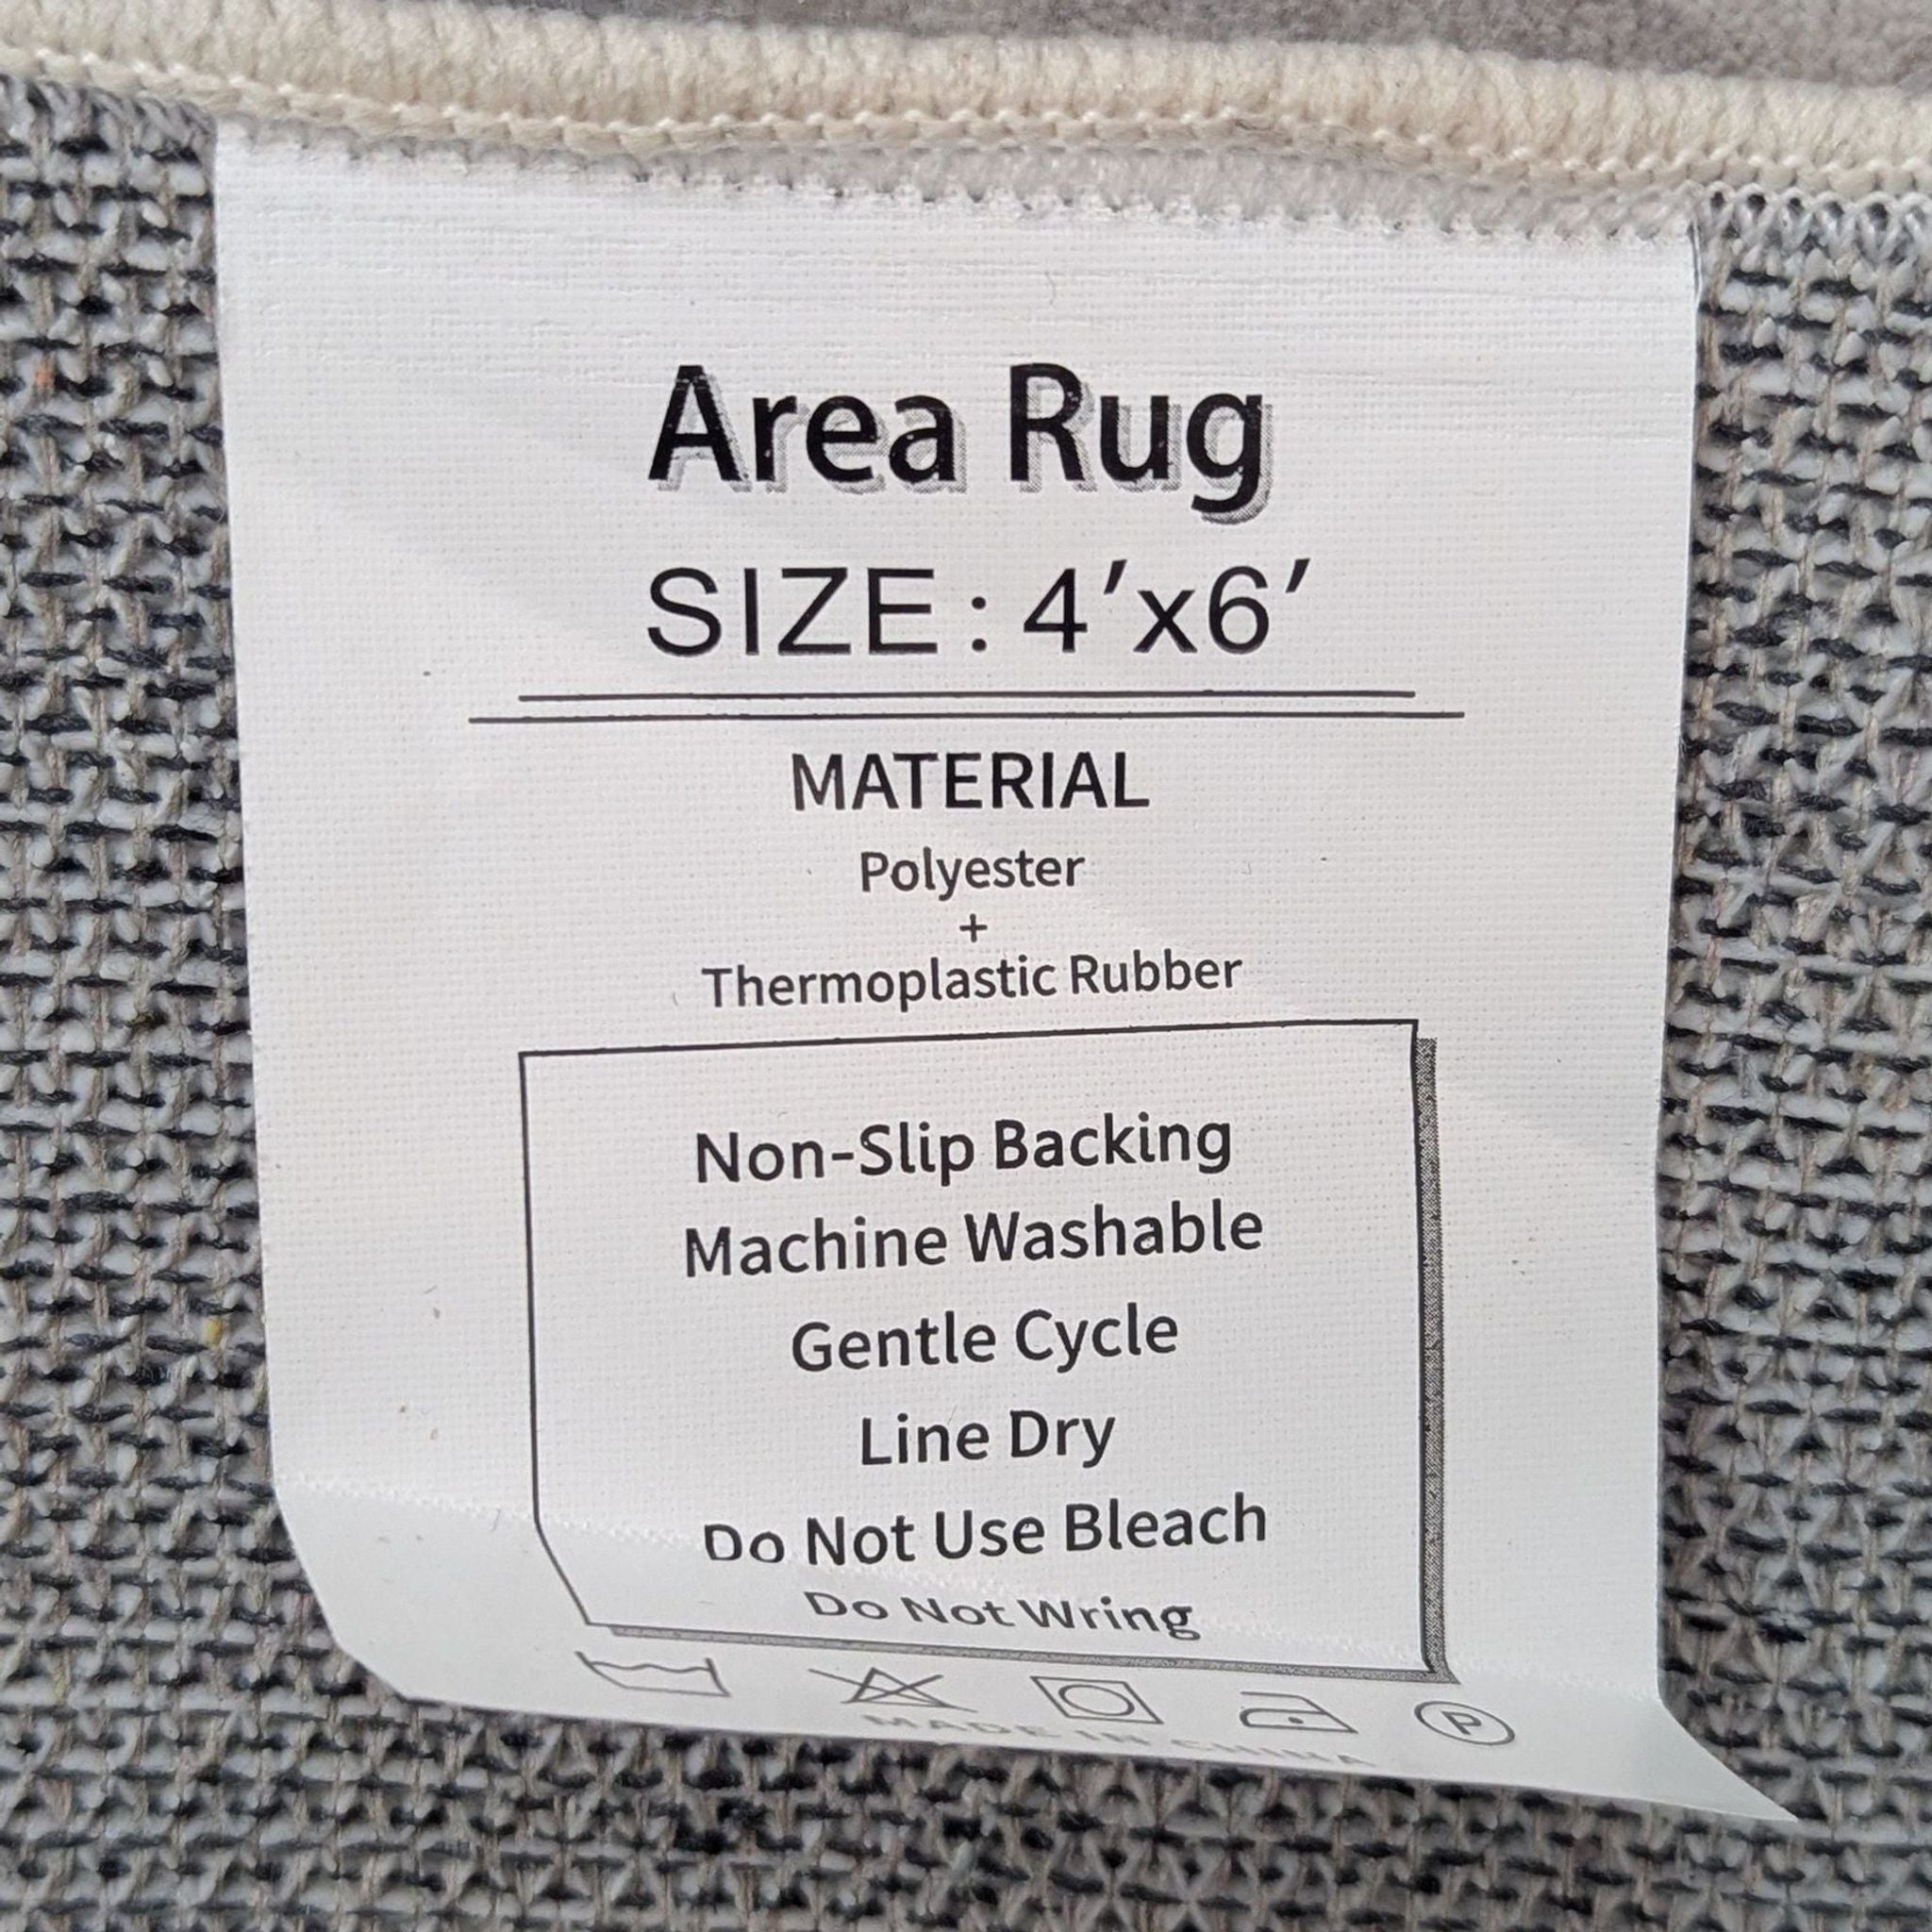 Area Rug
SIZE: 4'x6'
MATERIAL
Polyester
+
Thermoplastic Rubber
Non-Slip Backing
Machine Washable
Gentle Cycle
Line Dry
Do Not Use Bleach
Do Not Wring
P
MADE IN CHINA